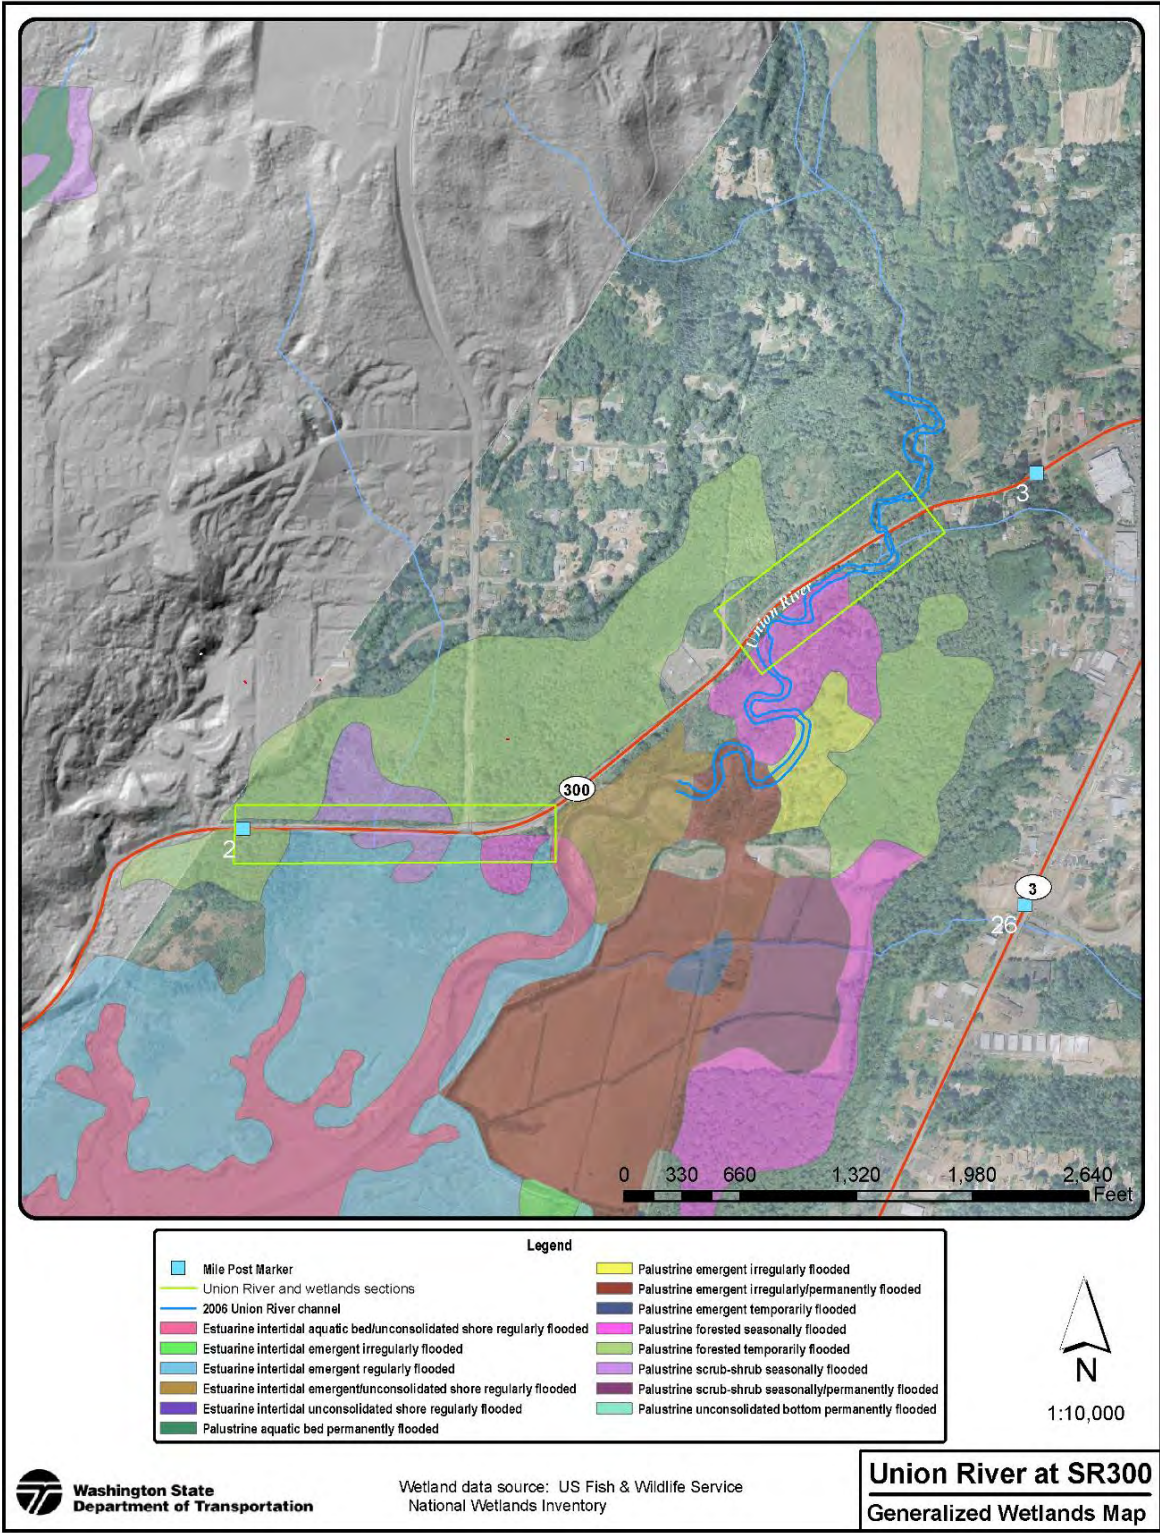 3
Union River
300
2
3
26
0 330 660 1,320 1,980 2,640
Feet
Legend
Mile Post Marker
Union River and wetlands sections
2006 Union River channel
Estuarine intertidal aquatic bed/unconsolidated shore regularly flooded
Estuarine intertidal emergent irregularly flooded
Estuarine intertidal emergent regularly flooded
Estuarine intertidal emergent/unconsolidated shore regularly flooded
Estuarine intertidal unconsolidated shore regularly flooded
Palustrine aquatic bed permanently flooded
Palustrine emergent irregularly flooded
Palustrine emergent irregularly/permanently flooded
Palustrine emergent temporarily flooded
Palustrine forested seasonally flooded
Palustrine forested temporarily flooded
Palustrine scrub-shrub seasonally flooded
Palustrine scrub-shrub seasonally/permanently flooded
Palustrine unconsolidated bottom permanently flooded
N
1:10,000
Washington State
Department of Transportation
Wetland data source: US Fish & Wildlife Service
National Wetlands Inventory
Union River at SR300
Generalized Wetlands Map